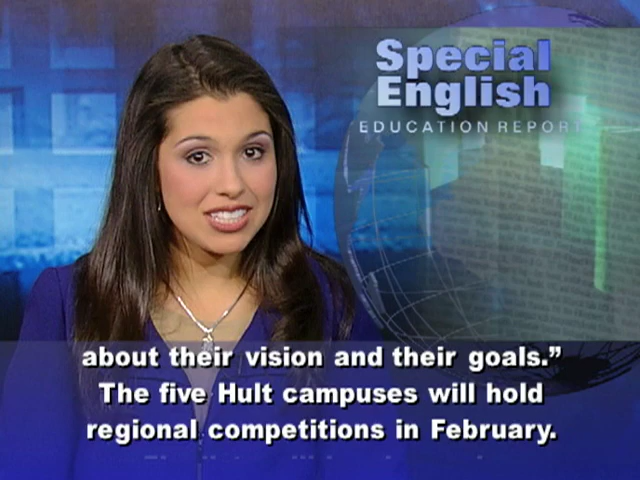 Special
English
EDUCATION REPORT
about their vision and their goals.”
The five Hult campuses will hold
regional competitions in February.